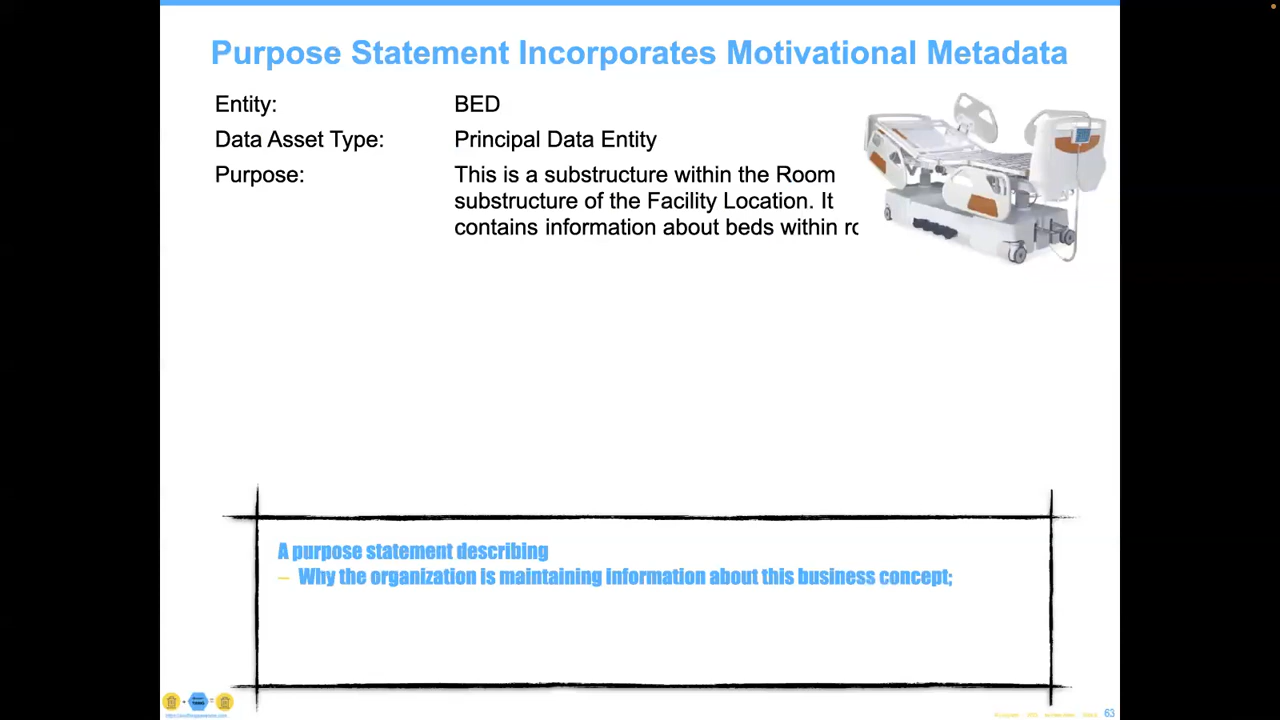 Purpose Statement Incorporates Motivational Metadata
Entity: BED
Data Asset Type: Principal Data Entity
Purpose: This is a substructure within the Room
substructure of the Facility Location. It
contains information about beds within
A purpose statement describing
– Why the organization is maintaining information about this business concept;
63